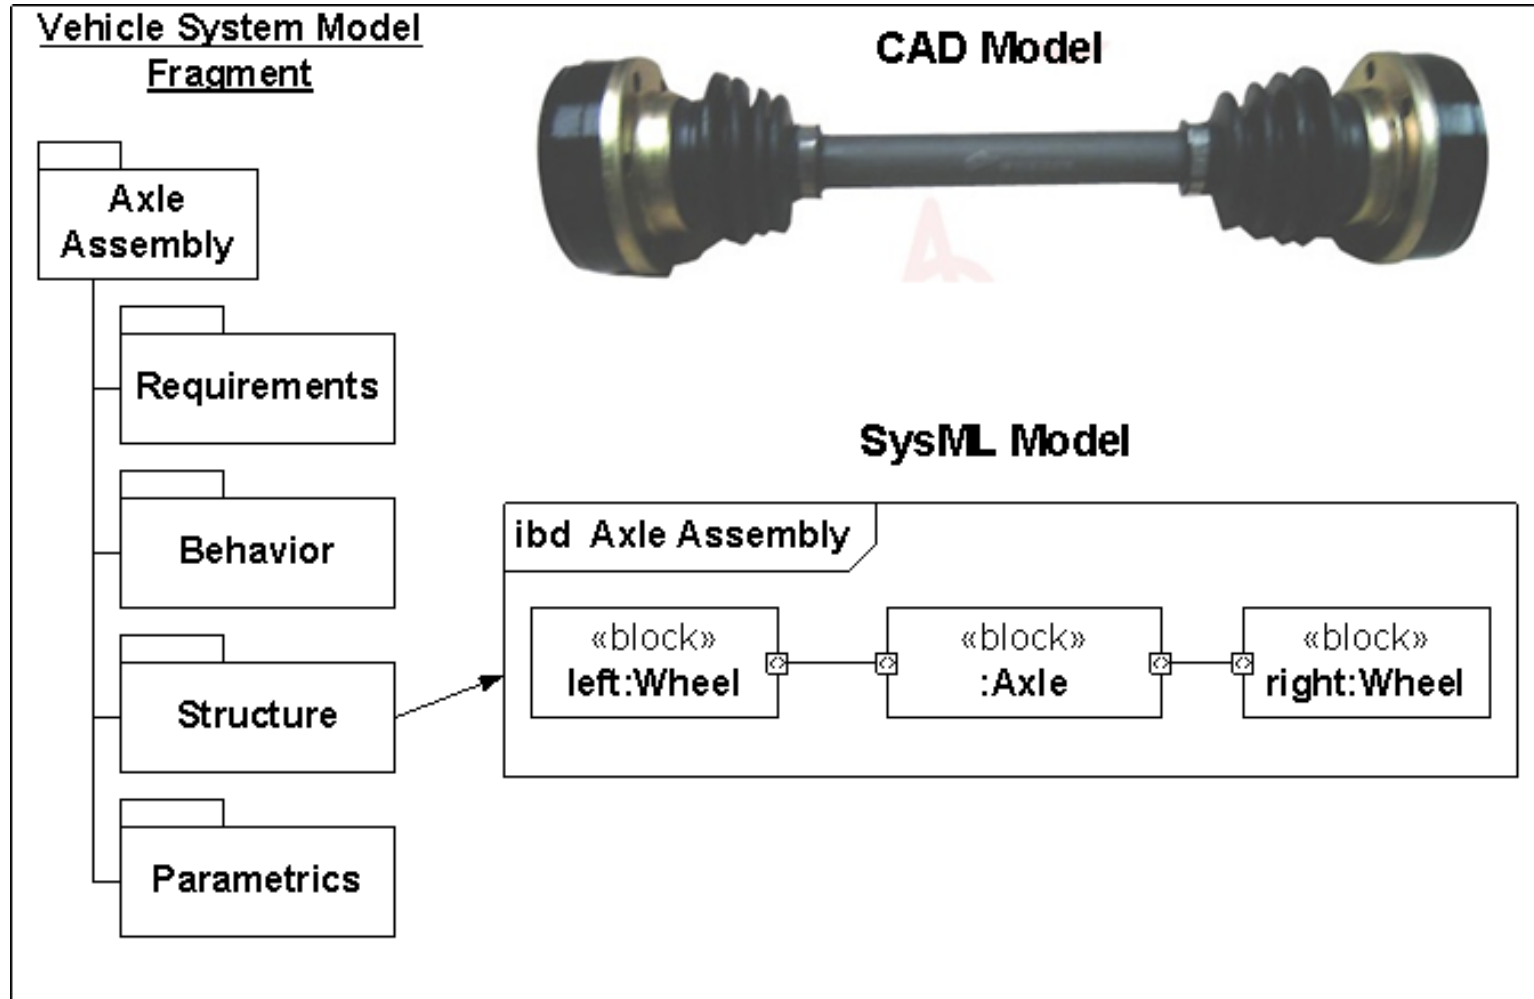 Vehicle System Model
Fragment
CAD Model
Axle
Assembly
Requirements
Behavior
Structure
Parametrics
SysML Model
ibd Axle Assembly
«block»
left:Wheel
«block»
:Axle
«block»
right:Wheel